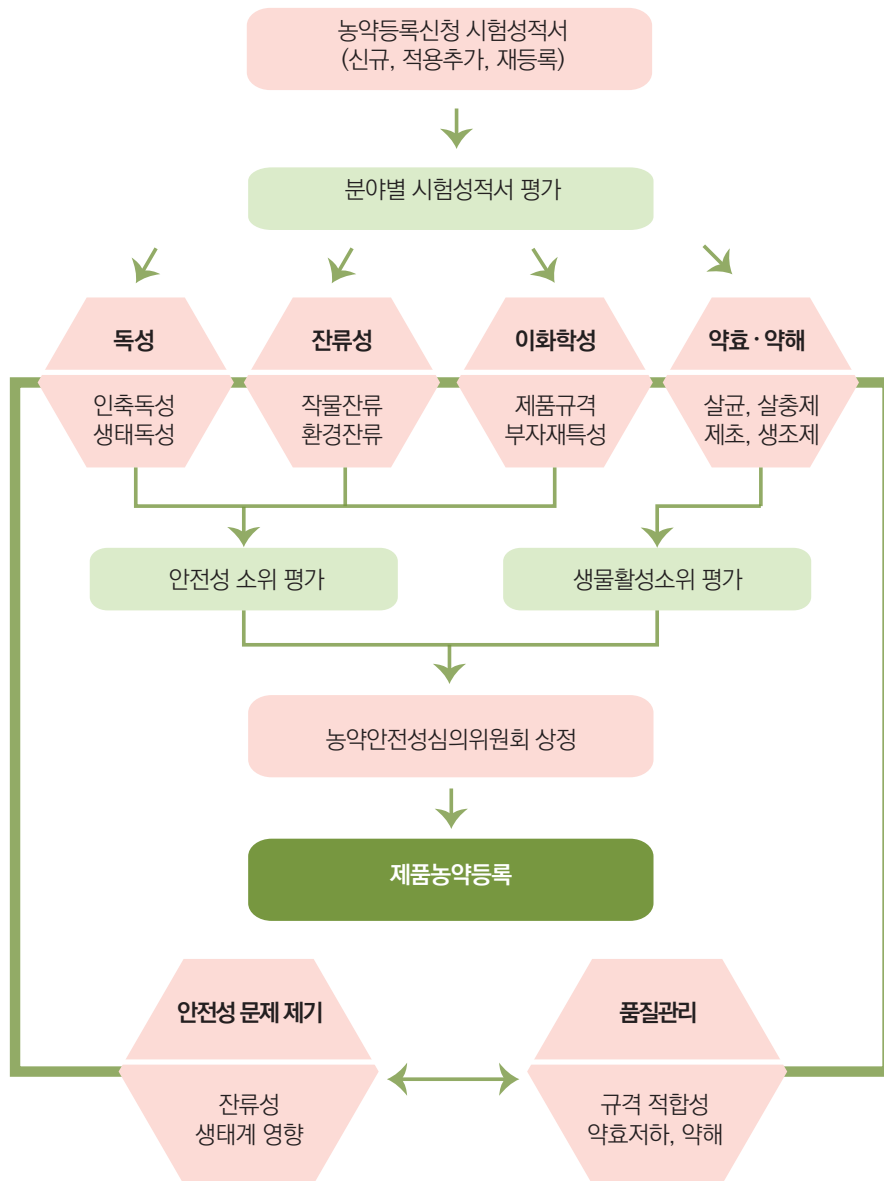 농약등록신청 시험성적서
(신규, 적용추가, 재등록)
분야별 시험성적서 평가
독성
인축독성
생태독성
잔류성
작물잔류
환경잔류
이화학성
제품규격
부자재특성
약효·약해
살균, 살충제
제초, 생조제
안전성 소위 평가
생물활성소위 평가
농약안전성심의위원회 상정
제품농약등록
안전성 문제 제기
잔류성
생태계 영향
품질관리
규격 적합성
약효저하, 약해